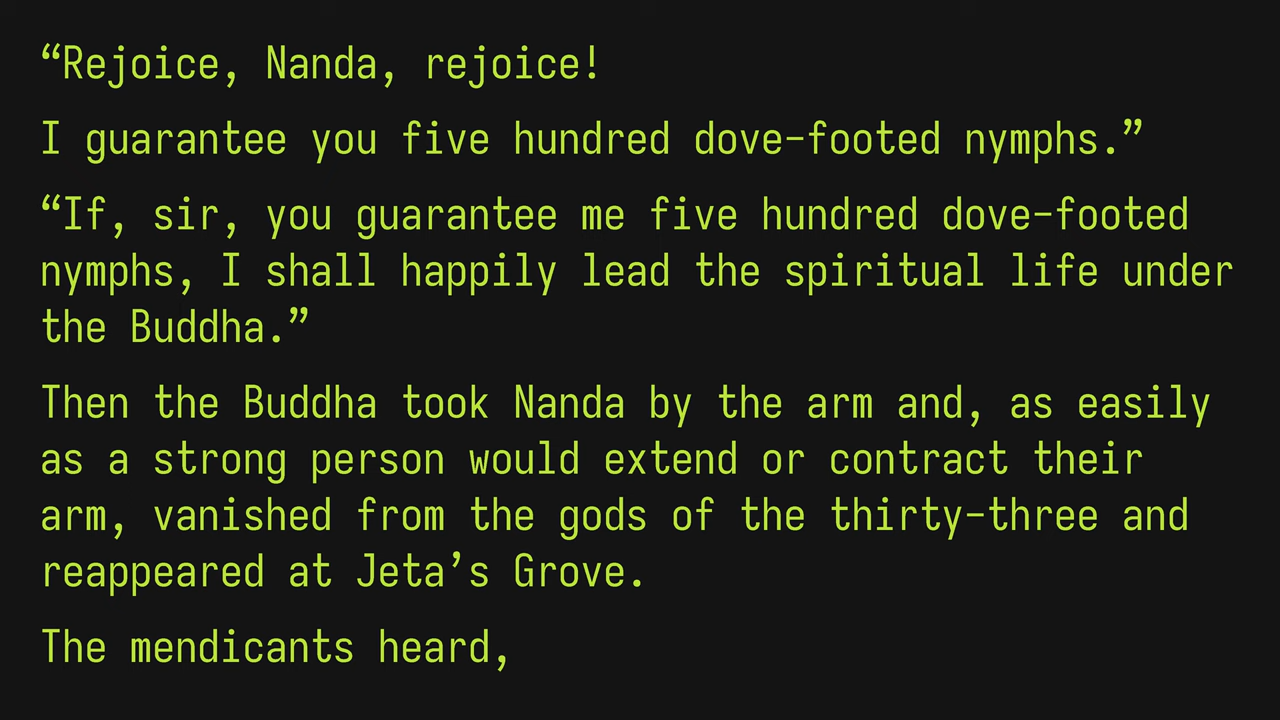 “Rejoice, Nanda, rejoice!
I guarantee you five hundred dove-footed nymphs.”
“If, sir, you guarantee me five hundred dove-footed
nymphs, I shall happily lead the spiritual life under
the Buddha.”
Then the Buddha took Nanda by the arm and, as easily
as a strong person would extend or contract their
arm, vanished from the gods of the thirty-three and
reappeared at Jeta’s Grove.
The mendicants heard,